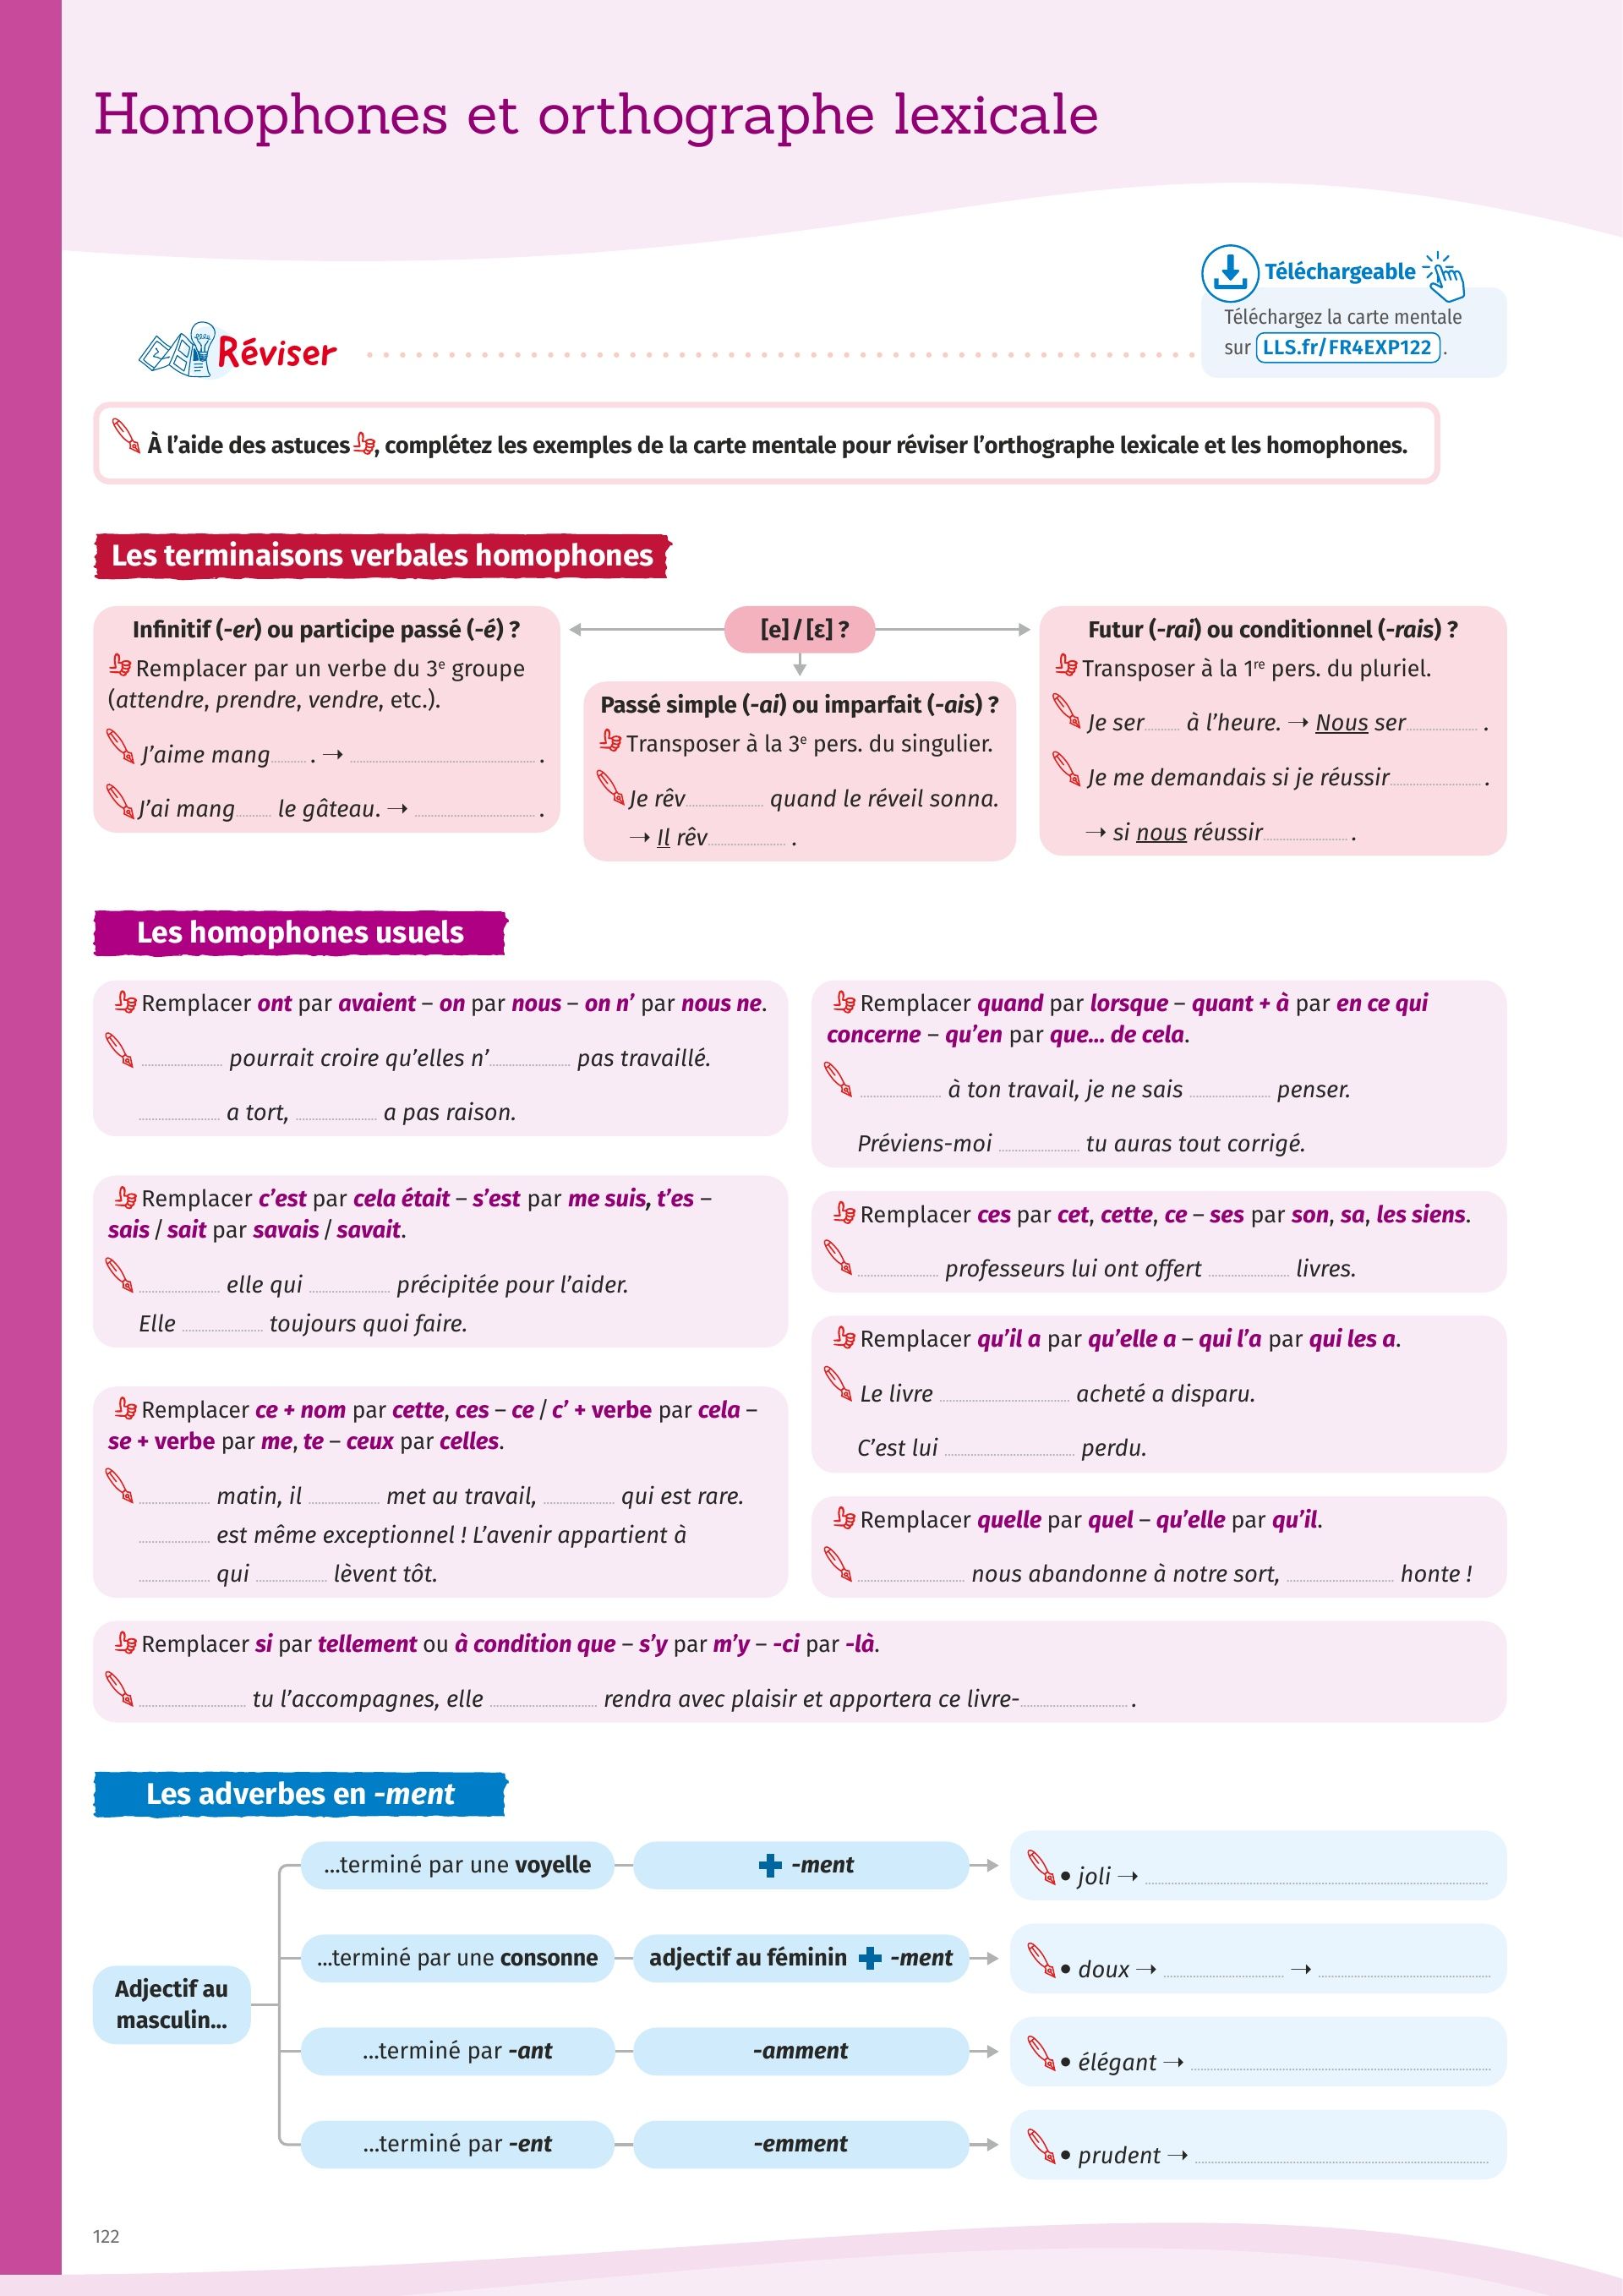 Homophones et orthographe lexicale
Téléchargeable
Téléchargez la carte mentale
sur LLS.fr/FR4EXP122 .
Réviser
À l'aide des astuces , complétez les exemples de la carte mentale pour réviser l'orthographe lexicale et les homophones.
Les terminaisons verbales homophones
Infinitif (-er) ou participe passé (-é) ?
Remplacer par un verbe du 3e groupe
(attendre, prendre, vendre, etc.).
J'aime mang........ . → ................................ .
J'ai mang........ le gâteau. → ........................ .
[e] / [ɛ] ?
Passé simple (-ai) ou imparfait (-ais) ?
Transposer à la 3e pers. du singulier.
Je rêv................ quand le réveil sonna.
→ Il rêv................ .
Futur (-rai) ou conditionnel (-rais) ?
Transposer à la 1re pers. du pluriel.
Je ser........ à l'heure. → Nous ser................ .
Je me demandais si je réussir.................... .
→ si nous réussir................ .
Les homophones usuels
Remplacer ont par avaient – on par nous – on n' par nous ne.
................ pourrait croire qu'elles n'................ pas travaillé.
................ a tort, ................ a pas raison.
Remplacer c'est par cela était – s'est par me suis, t'es –
sais / sait par savais / savait.
................ elle qui ................ précipitée pour l'aider.
Elle ................ toujours quoi faire.
Remplacer ce + nom par cette, ces – ce / c' + verbe par cela –
se + verbe par me, te – ceux par celles.
................ matin, il ................ met au travail, ................ qui est rare.
................ est même exceptionnel ! L'avenir appartient à
................ qui ................ lèvent tôt.
Remplacer quand par lorsque – quant + à par en ce qui
concerne – qu'en par que... de cela.
................ à ton travail, je ne sais ................ penser.
Préviens-moi ................ tu auras tout corrigé.
Remplacer ces par cet, cette, ce – ses par son, sa, les siens.
................ professeurs lui ont offert ................ livres.
Remplacer qu'il a par qu'elle a – qui l'a par qui les a.
Le livre ........................ acheté a disparu.
C'est lui ........................ perdu.
Remplacer quelle par quel – qu'elle par qu'il.
.................... nous abandonne à notre sort, .................... honte !
Remplacer si par tellement ou à condition que – s'y par m'y – -ci par -là.
.................... tu l'accompagnes, elle .................... rendra avec plaisir et apportera ce livre-.................... .
Les adverbes en -ment
Adjectif au
masculin...
...terminé par une voyelle
+ -ment
• joli → ................................................
...terminé par une consonne
adjectif au féminin + -ment
• doux → .................... → ............................
...terminé par -ant
-amment
• élégant → ........................................
...terminé par -ent
-emment
• prudent → ........................................
122